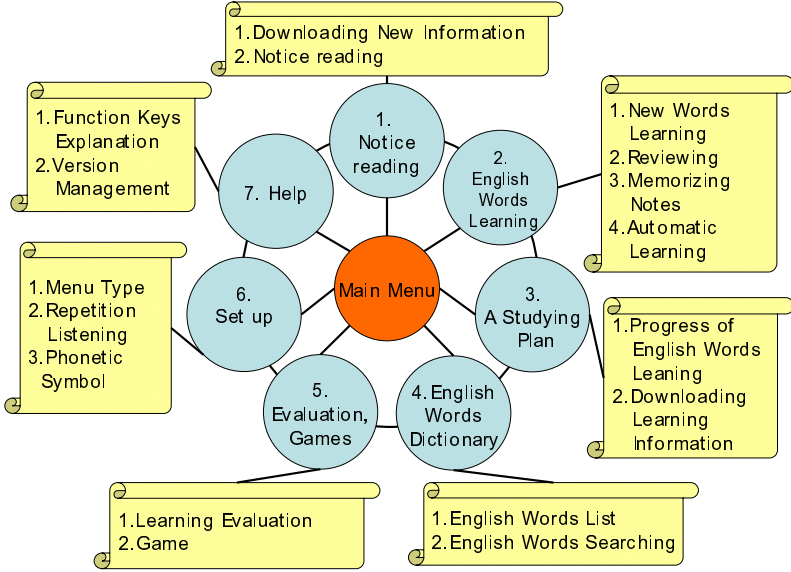 1.Downloading New Information
2.Notice reading
1.
Notice
reading
1.Function Keys
Explanation
2.Version
Management
7. Help
2.
English
Words
Learning
1.New Words
Learning
2.Reviewing
3.Memorizing
Notes
4.Automatic
Learning
Main Menu
1.Menu Type
2.Repetition
Listening
3.Phonetic
Symbol
6.
Set up
3.
A Studying
Plan
1.Progress of
English Words
Leaning
2.Downloading
Learning
Information
5.
Evaluation,
Games
4.English
Words
Dictionary
1.Learning Evaluation
2.Game
1.English Words List
2.English Words Searching